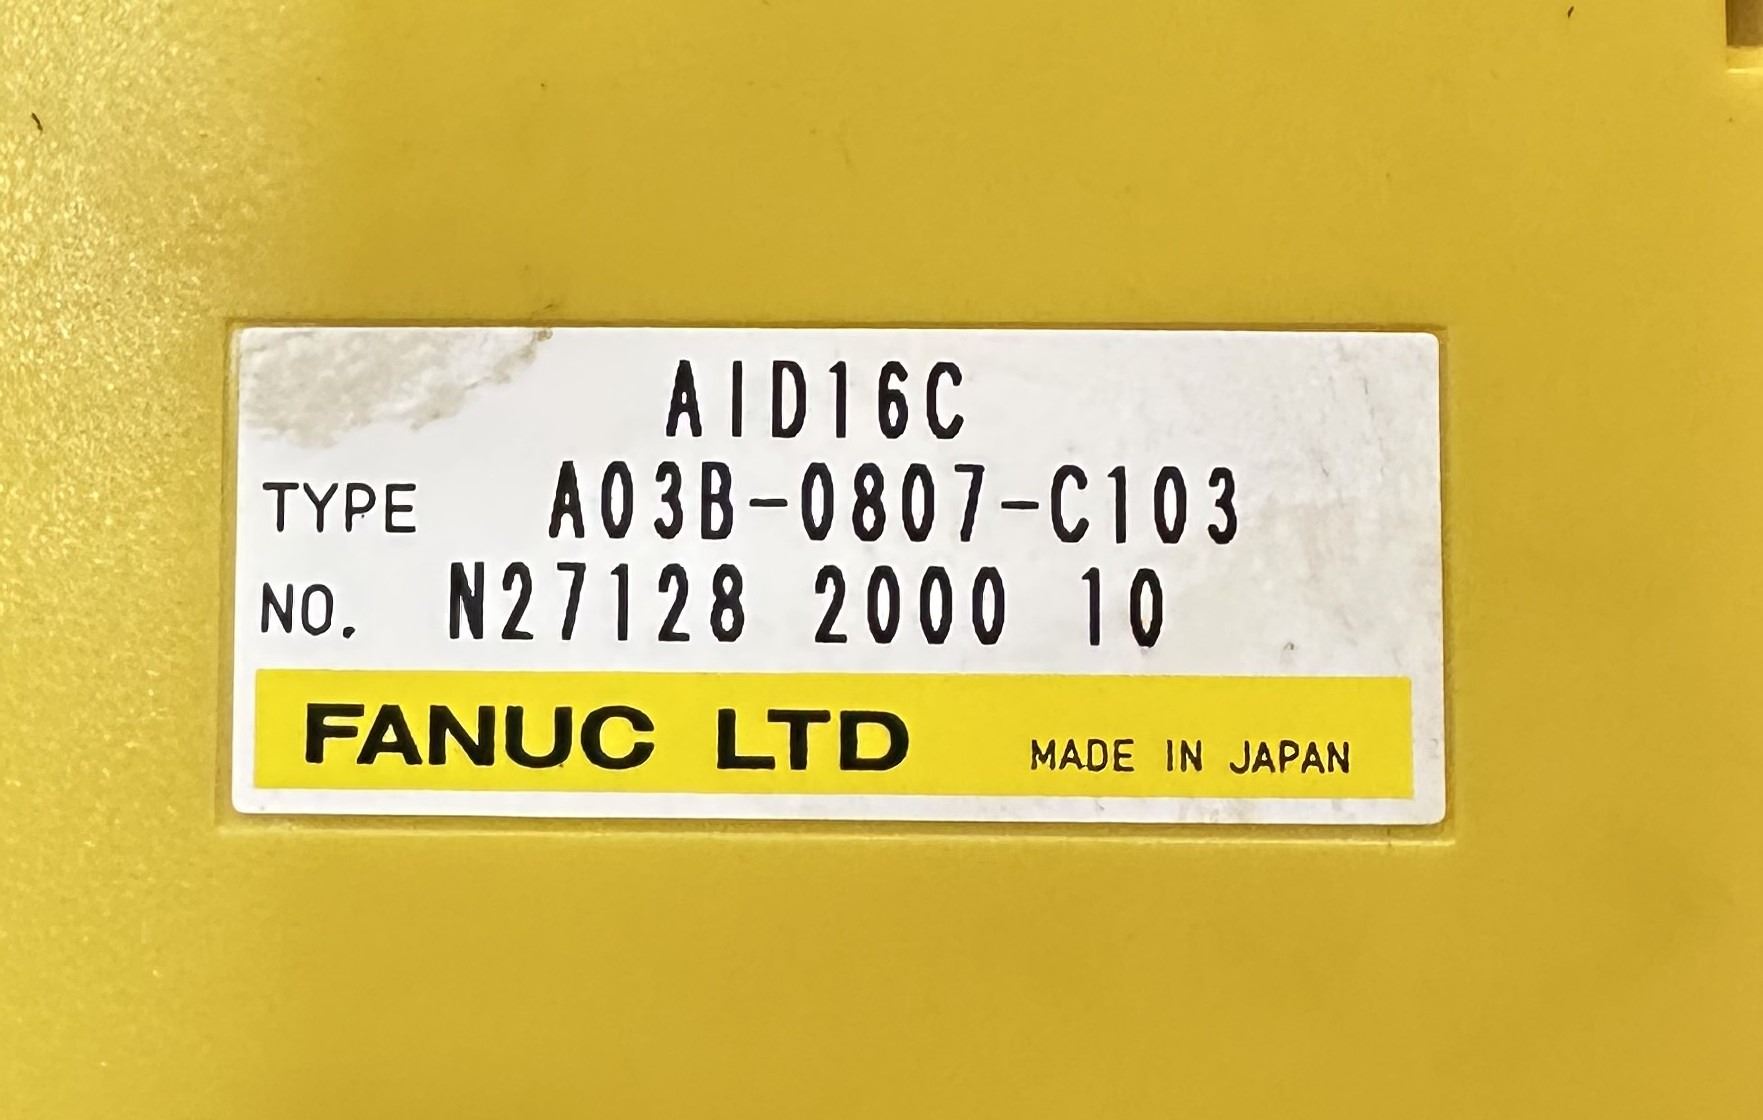 AID16C
TYPE A03B-0807-C103
NO. N27128 2000 10
FANUC LTD MADE IN JAPAN